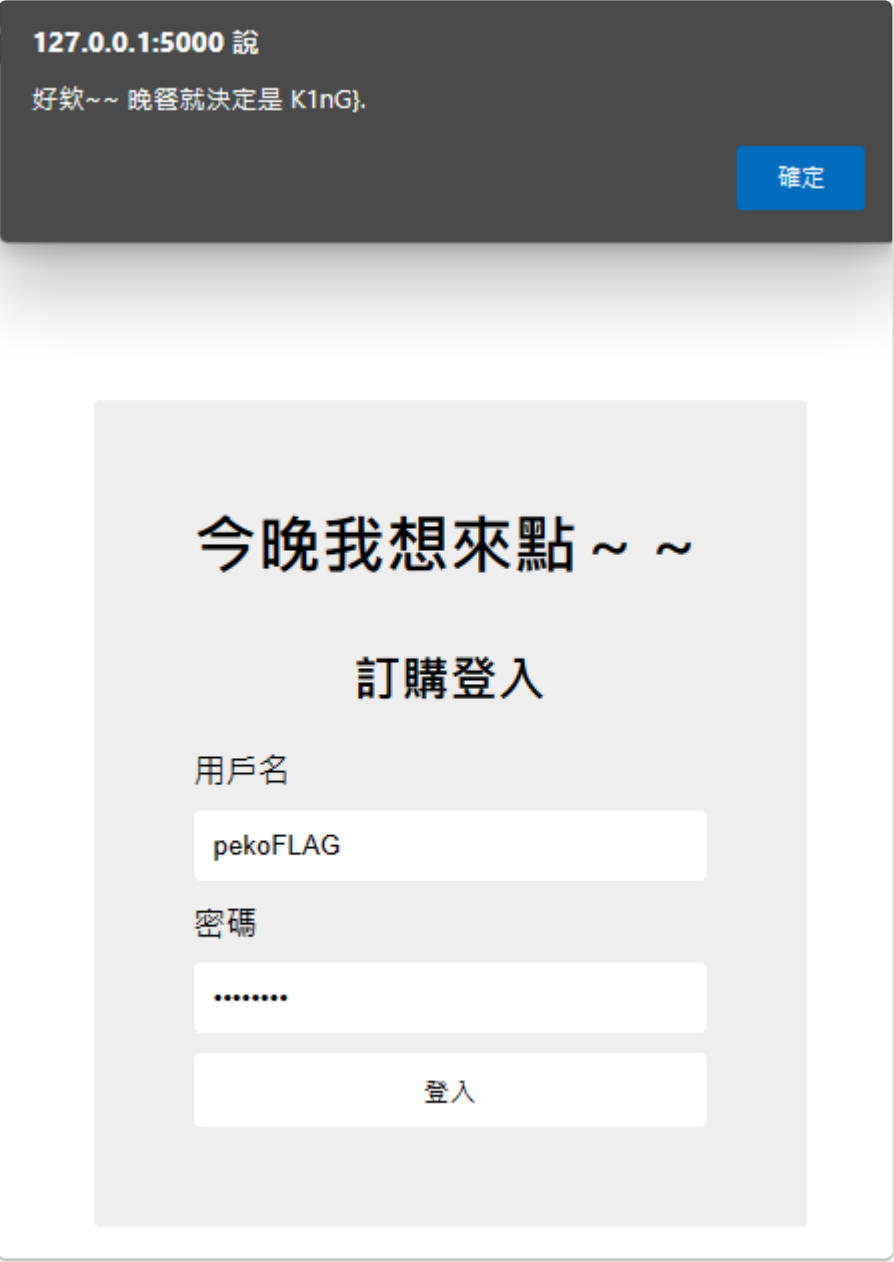 127.0.0.1:5000 說
好欸~~ 晚餐就決定是 K1nG}.
確定
今晚我想來點~ ~
訂購登入
用戶名
pekoFLAG
密碼
••••••••
登入